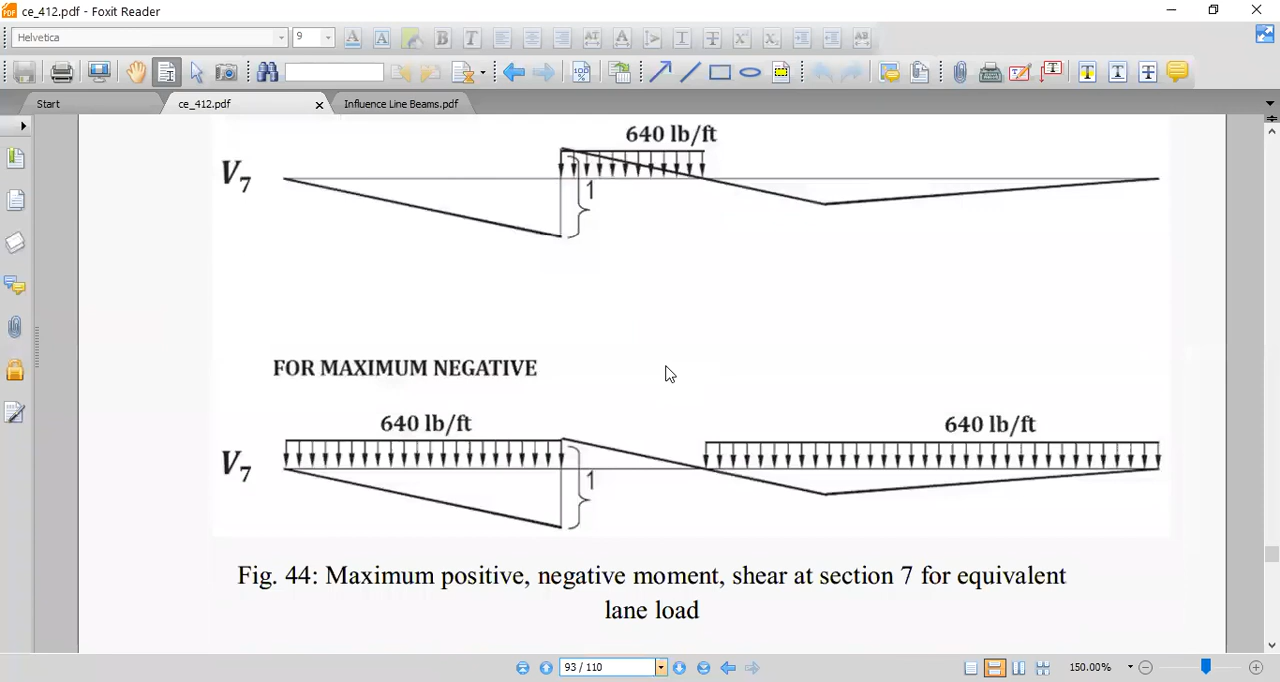 ce_412.pdf - Foxit Reader
Helvetica
9
Start
ce_412.pdf
Influence Line Beams.pdf
640 lb/ft
V7
1
FOR MAXIMUM NEGATIVE
640 lb/ft
640 lb/ft
V7
1
Fig. 44: Maximum positive, negative moment, shear at section 7 for equivalent
lane load
93 / 110
150.00%